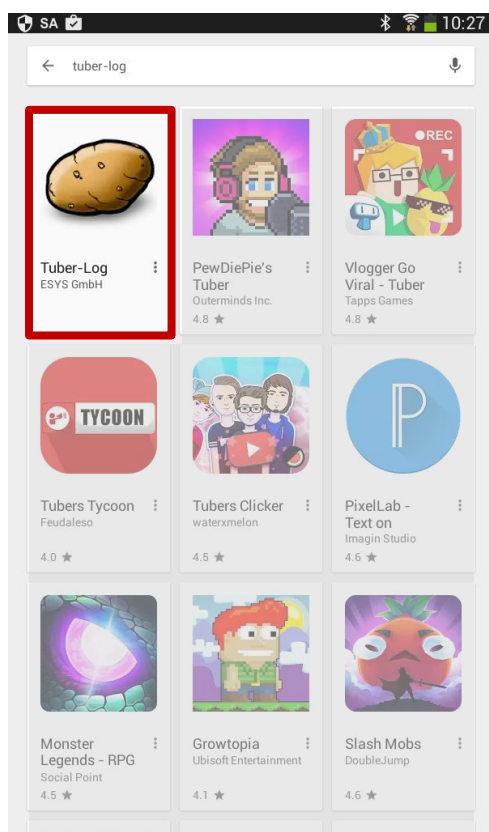 SA 10:27
tuber-log
REC
Tuber-Log
ESYS GmbH
PewDiePie's
Tuber
Outerminds Inc.
4.8 ★
Vlogger Go
Viral - Tuber
Tapps Games
4.8 ★
TYCOON
Tubers Tycoon
Feudaleso
4.0 ★
Tubers Clicker
waterxmelon
4.5 ★
P
PixelLab -
Text on
Imagin Studio
4.6 ★
Monster
Legends - RPG
Social Point
4.5 ★
Growtopia
Ubisoft Entertainment
4.1 ★
Slash Mobs
DoubleJump
4.6 ★